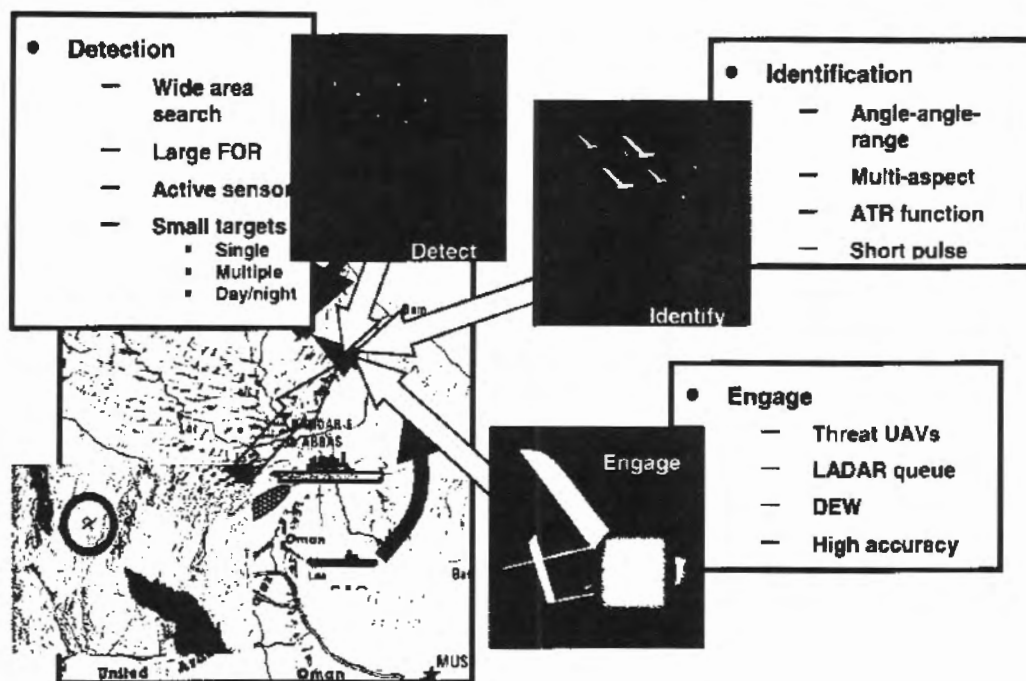 • Detection
— Wide area
search
— Large FOR
— Active sensor
— Small targets
▪ Single
▪ Multiple
▪ Day/night
Detect
• Identification
— Angle-angle-
range
— Multi-aspect
— ATR function
— Short pulse
Identify
• Engage
— Threat UAVs
— LADAR queue
— DEW
— High accuracy
Engage
Bam
Lar
ABBAS
Oman
United
Oman
MUS